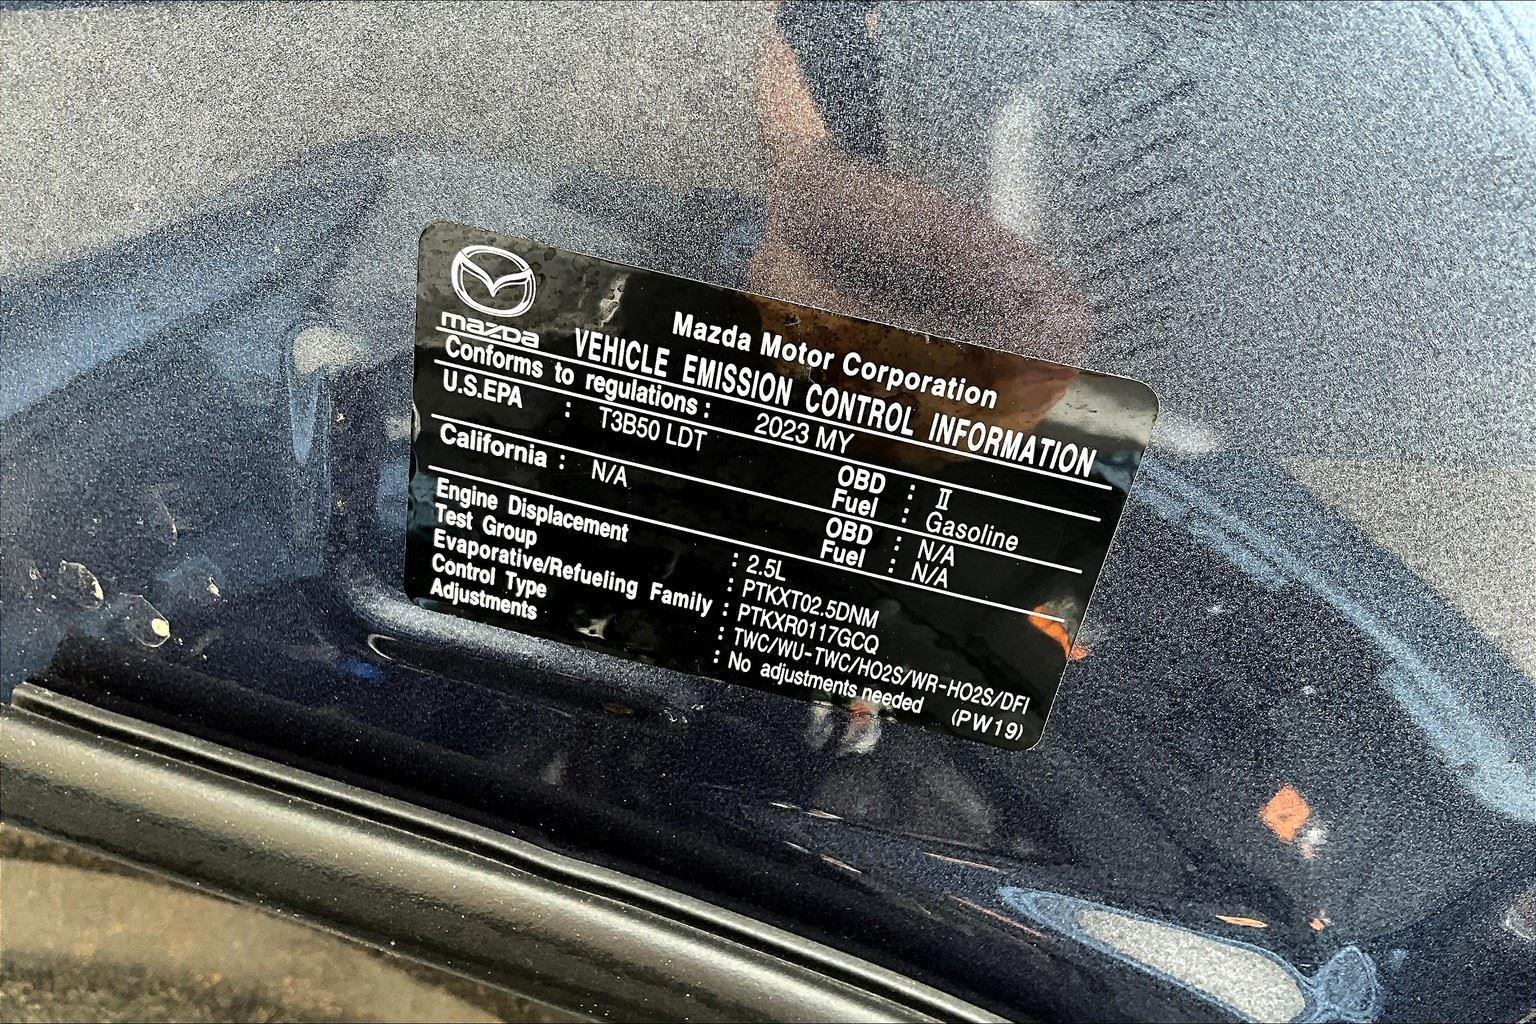 mazda
Mazda Motor Corporation
VEHICLE EMISSION CONTROL INFORMATION
Conforms to regulations : 2023 MY
U.S.EPA : T3B50 LDT OBD : II
Fuel : Gasoline
California : N/A OBD : N/A
Fuel : N/A
Engine Displacement : 2.5L
Test Group : PTKXT02.5DNM
Evaporative/Refueling Family : PTKXR0117GCQ
Control Type : TWC/WU-TWC/HO2S/WR-HO2S/DFI
Adjustments : No adjustments needed
(PW19)